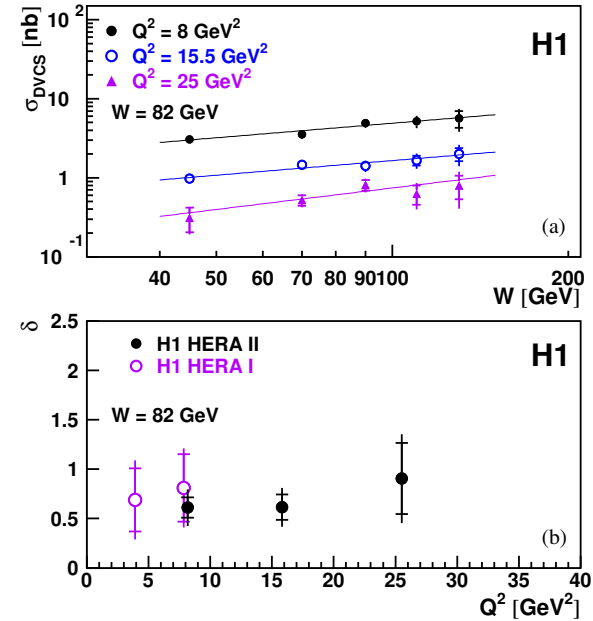 σDVCS [nb]
10²
10
1
10⁻¹
Q² = 8 GeV²
Q² = 15.5 GeV²
Q² = 25 GeV²
W = 82 GeV
H1
(a)
40 50 60 70 80 90 100 200
W [GeV]
δ
2.5
2
1.5
1
0.5
0
H1 HERA II
H1 HERA I
W = 82 GeV
H1
(b)
0 5 10 15 20 25 30 35 40
Q² [GeV²]